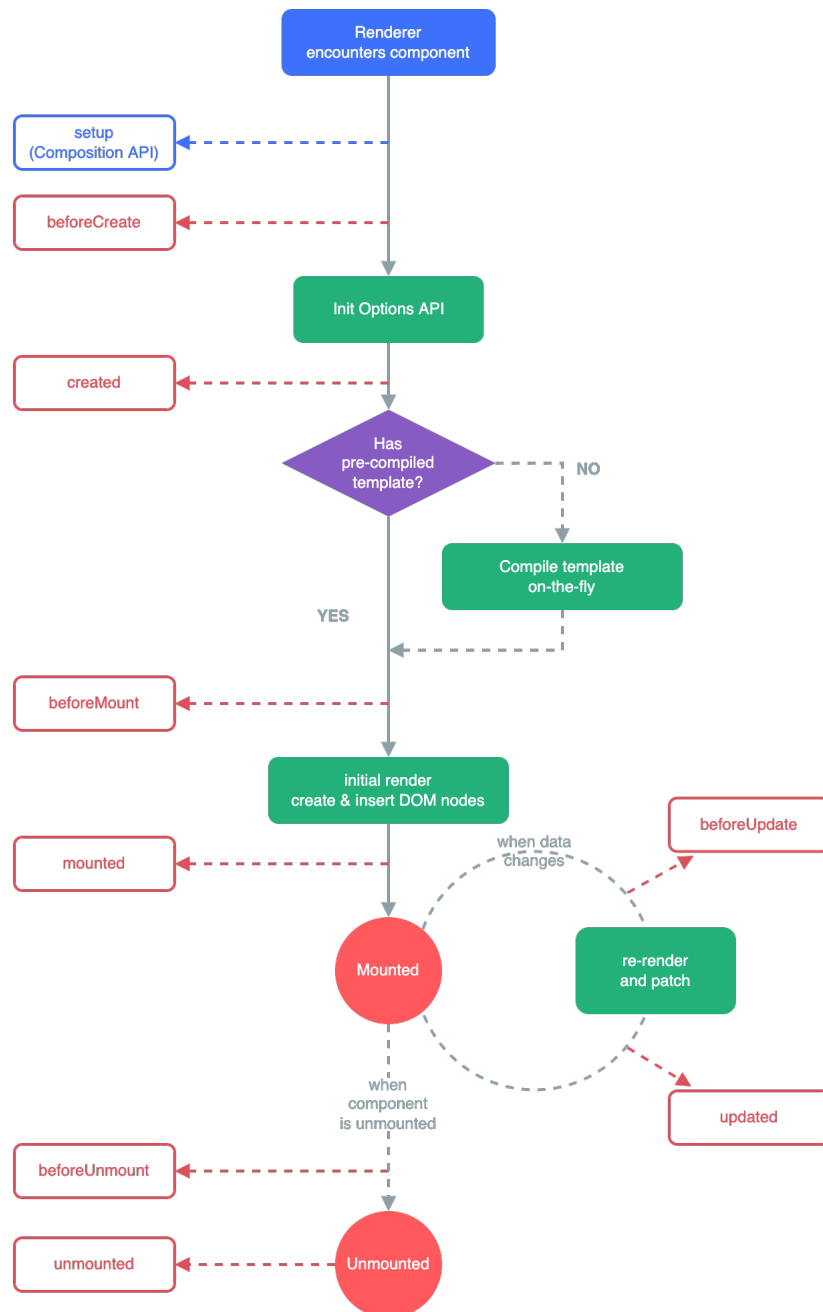 Renderer
encounters component
setup
(Composition API)
beforeCreate
Init Options API
created
Has
pre-compiled
template?
NO
Compile template
on-the-fly
YES
beforeMount
initial render
create & insert DOM nodes
beforeUpdate
when data
changes
mounted
re-render
and patch
Mounted
when
component
is unmounted
updated
beforeUnmount
unmounted
Unmounted